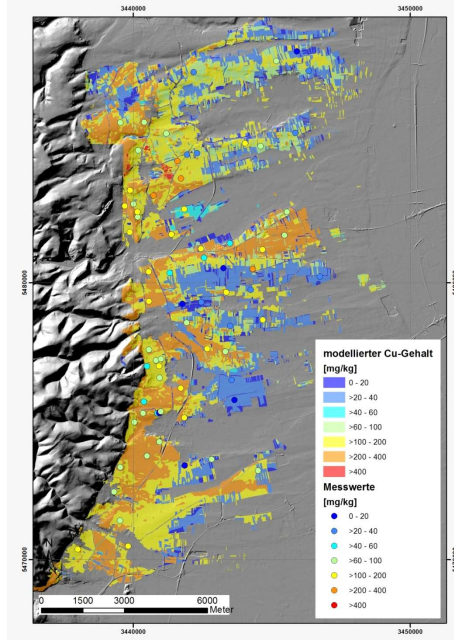 3440000
3450000
5480000
modellierter Cu-Gehalt
[mg/kg]
0 - 20
>20 - 40
>40 - 60
>60 - 100
>100 - 200
>200 - 400
>400
Messwerte
[mg/kg]
0 - 20
>20 - 40
>40 - 60
>60 - 100
>100 - 200
>200 - 400
>400
5470000
0 1500 3000 6000
Meter
3440000
3450000